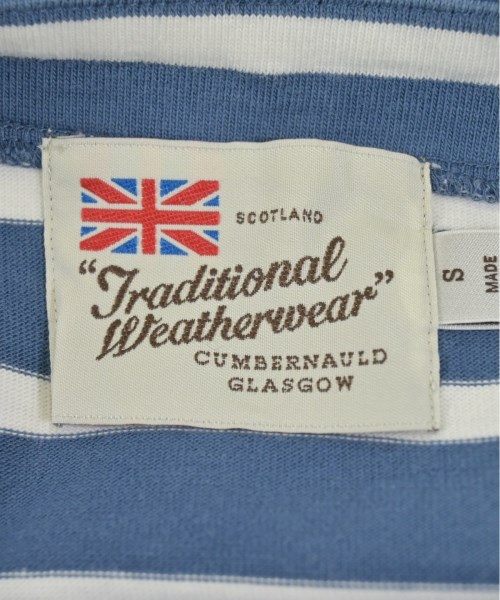 SCOTLAND
"Traditional
Weatherwear"
CUMBERNAULD
GLASGOW
S
MADE